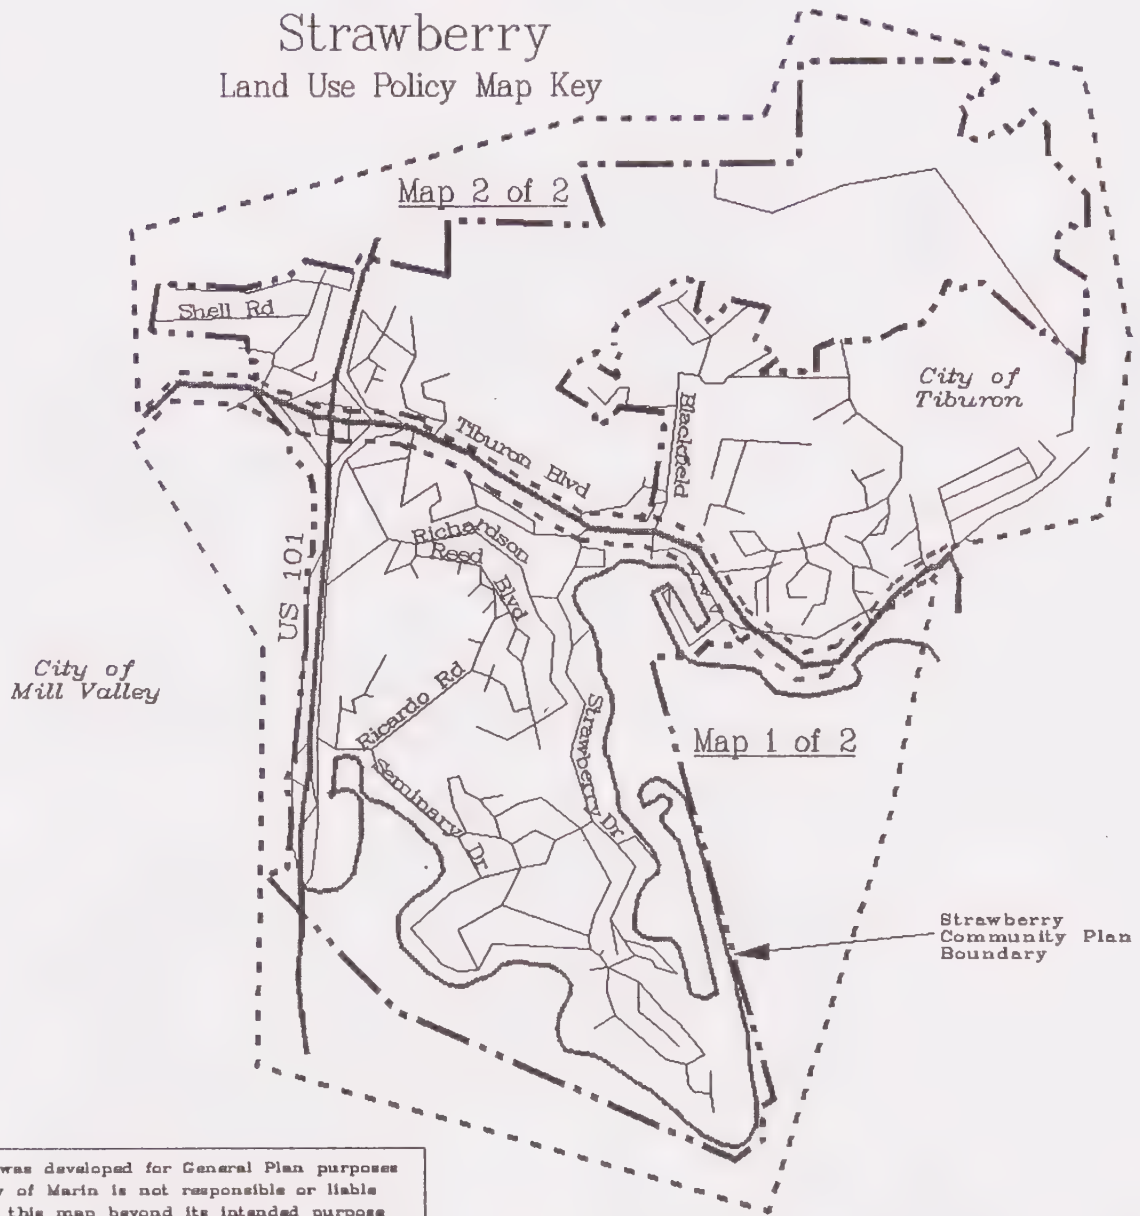 Strawberry
Land Use Policy Map Key
Map 2 of 2
Shell Rd
City of
Tiburon
Blackfield
Tiburon Blvd
Richardson
Reed
Blvd
US 101
City of
Mill Valley
Ricardo Rd
Strawberry Dr
Map 1 of 2
Seminary Dr
Strawberry
Community Plan
Boundary
was developed for General Plan purposes
y of Marin is not responsible or liable
this map beyond its intended purpose